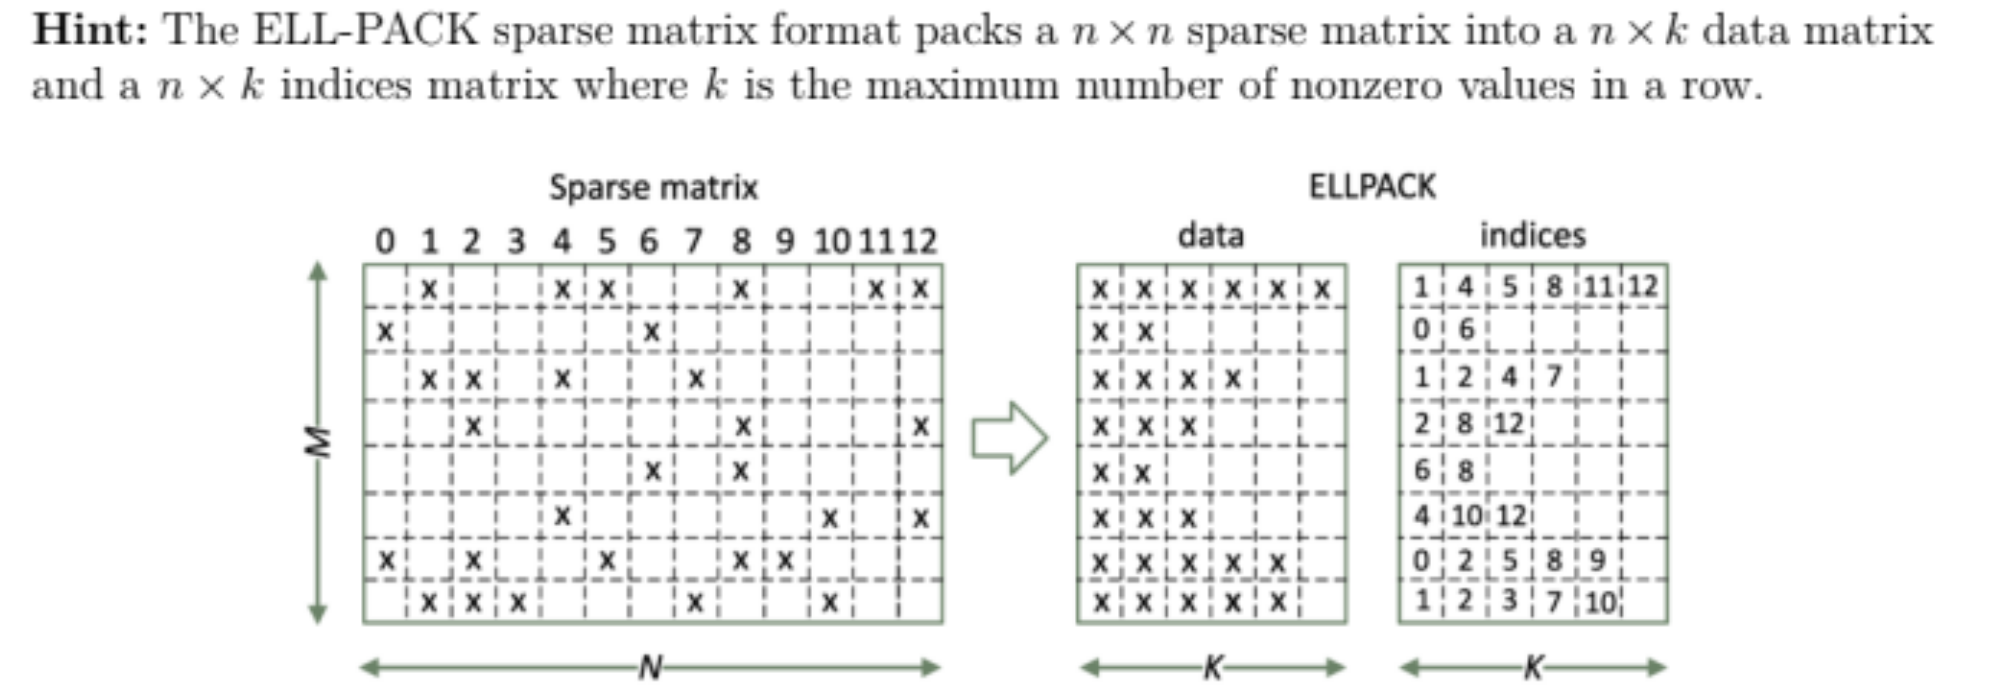 Hint: The ELL-PACK sparse matrix format packs a n × n sparse matrix into a n × k data matrix
and a n × k indices matrix where k is the maximum number of nonzero values in a row.
Sparse matrix
ELLPACK
0 1 2 3 4 5 6 7 8 9 10 11 12
data
indices
x x x x x x
x x
x x x x
x x x
x x
x x x
x x x x x
x x x x x
M
N
x x x x x x
x x
x x x x
x x x
x x
x x x
x x x x x
x x x x x
K
1 4 5 8 11 12
0 6
1 2 4 7
2 8 12
6 8
4 10 12
0 2 5 8 9
1 2 3 7 10
K